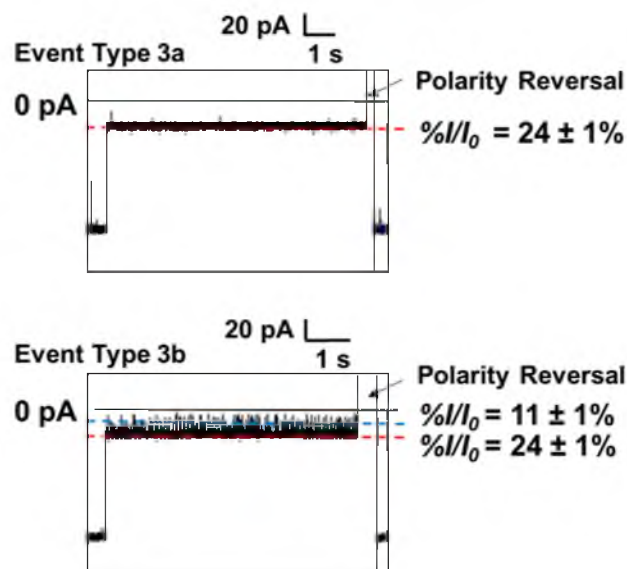 20 pA
1 s
Event Type 3a
Polarity Reversal
0 pA
%I/I0 = 24 ± 1%
20 pA
1 s
Event Type 3b
Polarity Reversal
0 pA
%I/I0 = 11 ± 1%
%I/I0 = 24 ± 1%